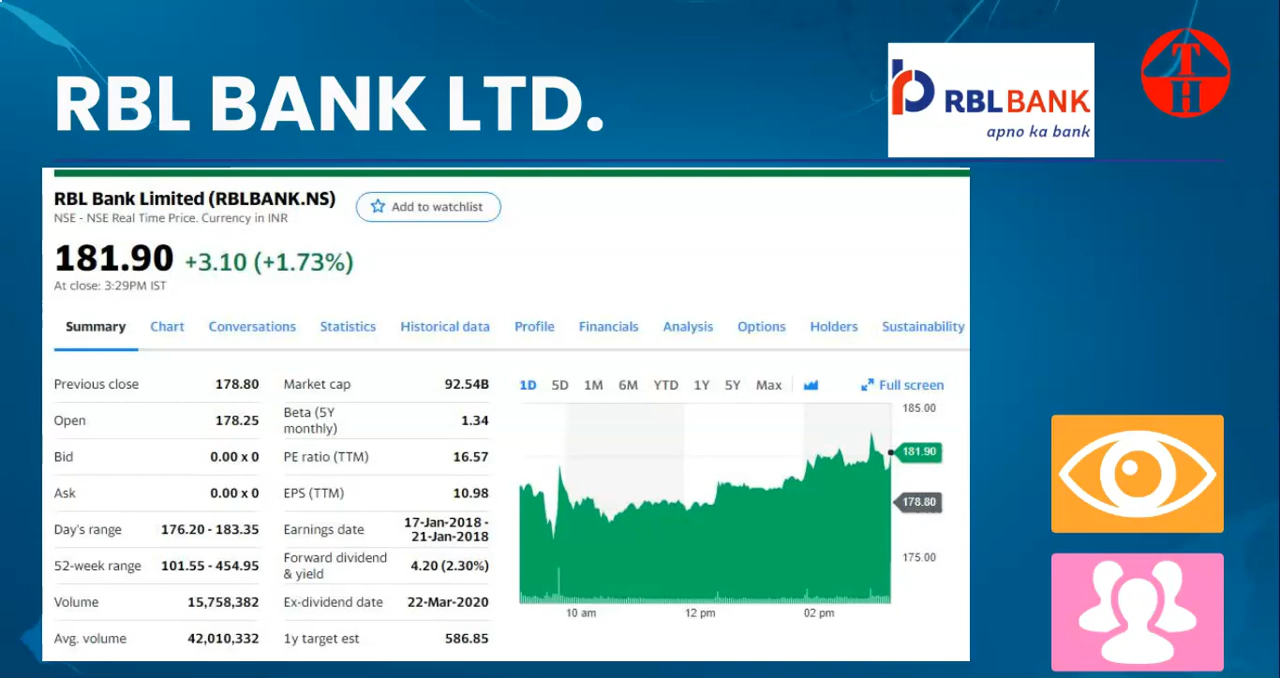 RBL BANK LTD.
RBL BANK
apno ka bank
T
H
RBL Bank Limited (RBLBANK.NS)
Add to watchlist
NSE - NSE Real Time Price. Currency in INR
181.90 +3.10 (+1.73%)
At close: 3:29PM IST
Summary Chart Conversations Statistics Historical data Profile Financials Analysis Options Holders Sustainability
Previous close 178.80
Open 178.25
Bid 0.00 x 0
Ask 0.00 x 0
Day's range 176.20 - 183.35
52-week range 101.55 - 454.95
Volume 15,758,382
Avg. volume 42,010,332
Market cap 92.54B
Beta (5Y
monthly) 1.34
PE ratio (TTM) 16.57
EPS (TTM) 10.98
Earnings date 17-Jan-2018 -
21-Jan-2018
Forward dividend
& yield 4.20 (2.30%)
Ex-dividend date 22-Mar-2020
1y target est 586.85
1D 5D 1M 6M YTD 1Y 5Y Max Full screen
185.00
181.90
178.80
175.00
10 am 12 pm 02 pm